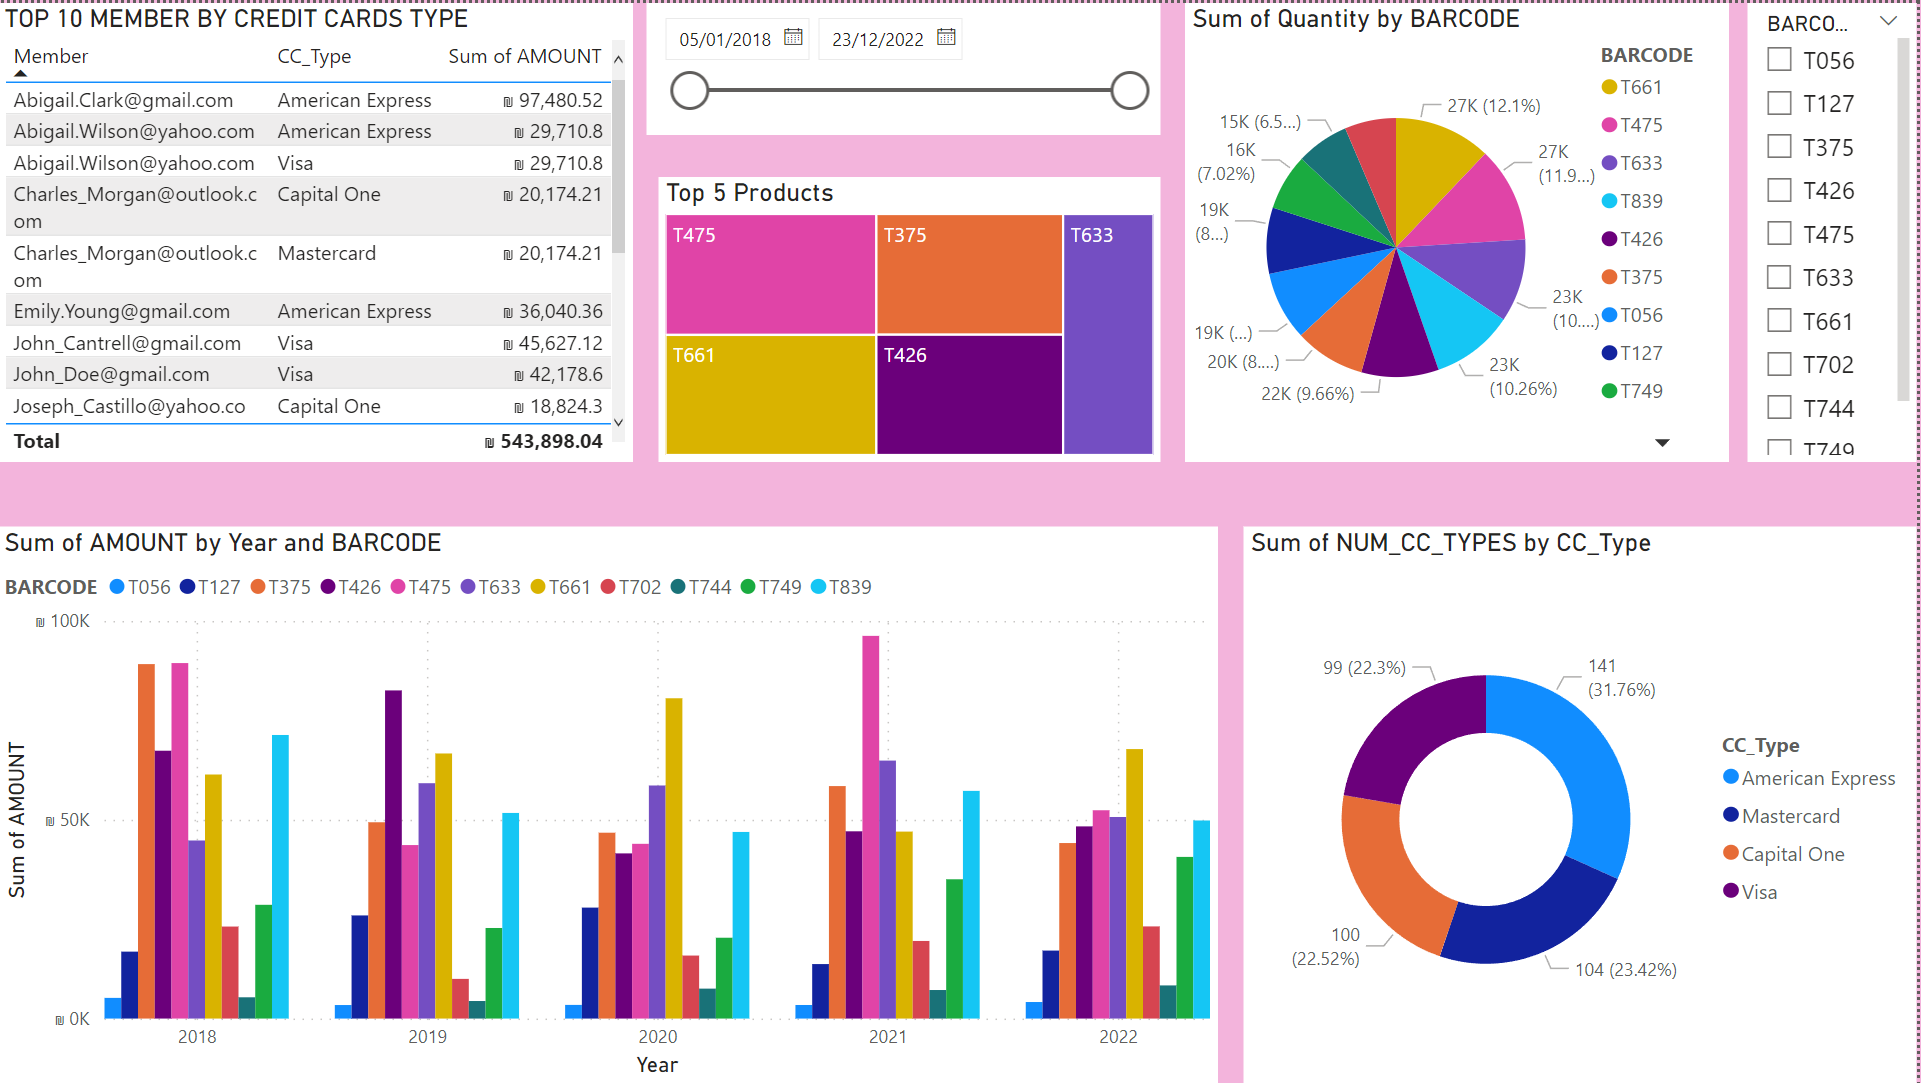 TOP 10 MEMBER BY CREDIT CARDS TYPE
Member CC_Type Sum of AMOUNT
Abigail.Clark@gmail.com American Express ₪ 97,480.52
Abigail.Wilson@yahoo.com American Express ₪ 29,710.8
Abigail.Wilson@yahoo.com Visa ₪ 29,710.8
Charles_Morgan@outlook.c Capital One ₪ 20,174.21
om
Charles_Morgan@outlook.c Mastercard ₪ 20,174.21
om
Emily.Young@gmail.com American Express ₪ 36,040.36
John_Cantrell@gmail.com Visa ₪ 45,627.12
John_Doe@gmail.com Visa ₪ 42,178.6
Joseph_Castillo@yahoo.co Capital One ₪ 18,824.3
Total ₪ 543,898.04
05/01/2018 23/12/2022
Top 5 Products
T475
T375
T633
T661
T426
Sum of Quantity by BARCODE
27K (12.1%)
27K
(11.9...)
23K
(10....)
23K
(10.26%)
22K (9.66%)
20K (8....)
19K (...)
19K
(8...)
16K
(7.02%)
15K (6.5...)
BARCODE
T661
T475
T633
T839
T426
T375
T056
T127
T749
BARCO...
T056
T127
T375
T426
T475
T633
T661
T702
T744
T749
Sum of AMOUNT by Year and BARCODE
BARCODE T056 T127 T375 T426 T475 T633 T661 T702 T744 T749 T839
Sum of AMOUNT
₪ 100K
₪ 50K
₪ 0K
2018 2019 2020 2021 2022
Year
Sum of NUM_CC_TYPES by CC_Type
141
(31.76%)
104 (23.42%)
100
(22.52%)
99 (22.3%)
CC_Type
American Express
Mastercard
Capital One
Visa